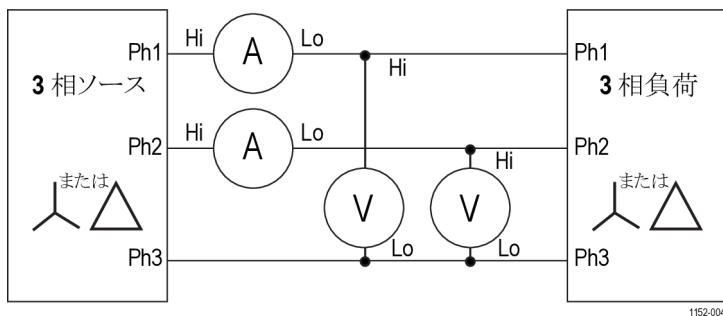 Ph1 Hi A Lo Ph1
Hi
3 相ソース
3 相負荷
Ph2 Hi A Lo Ph2
Hi
または
または
V V
Lo Lo
Ph3 Ph3
1152-004